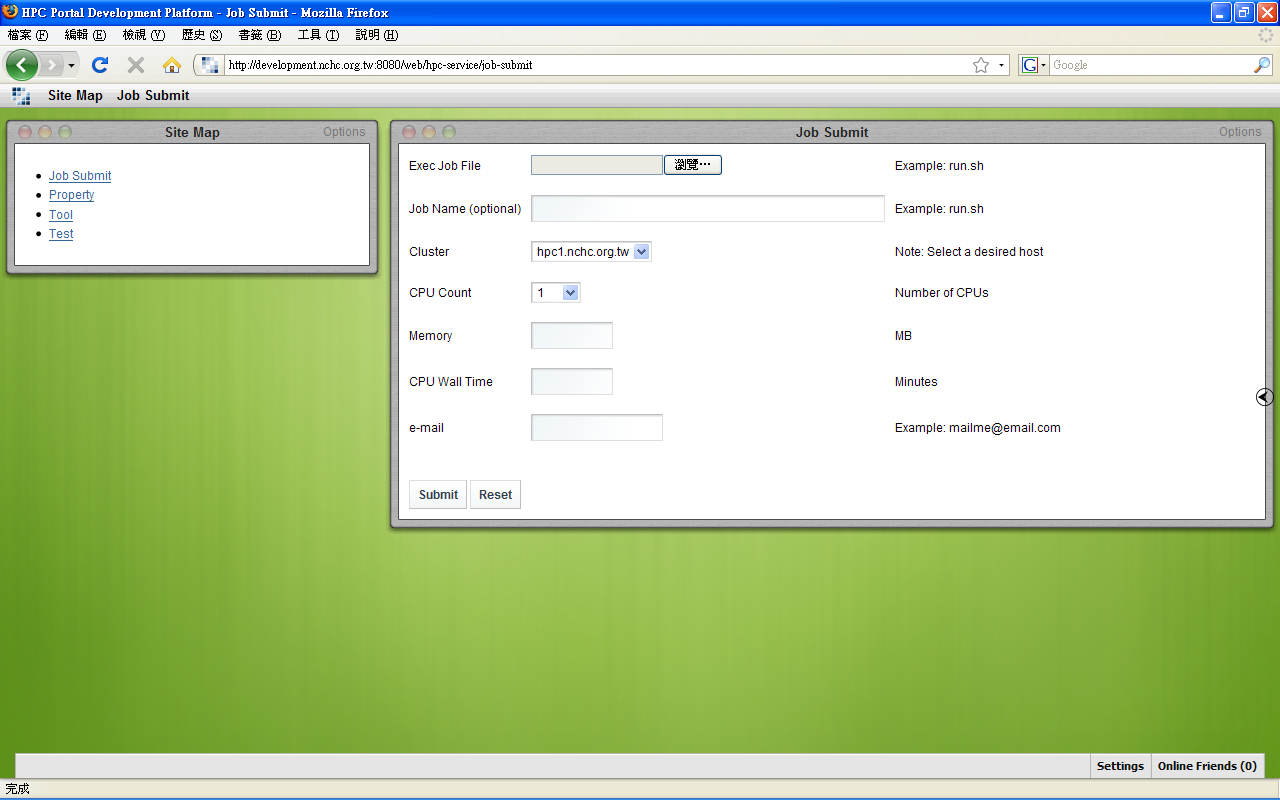 HPC Portal Development Platform - Job Submit - Mozilla Firefox
檔案 (F) 編輯 (E) 檢視 (V) 歷史 (S) 書籤 (B) 工具 (T) 說明 (H)
http://development.nchc.org.tw:8080/web/hpc-service/job-submit
G Google
Site Map Job Submit
Site Map Options
Job Submit
Property
Tool
Test
Job Submit Options
Exec Job File 瀏覽… Example: run.sh
Job Name (optional) Example: run.sh
Cluster hpc1.nchc.org.tw Note: Select a desired host
CPU Count 1 Number of CPUs
Memory MB
CPU Wall Time Minutes
e-mail Example: mailme@email.com
Submit Reset
Settings Online Friends (0)
完成